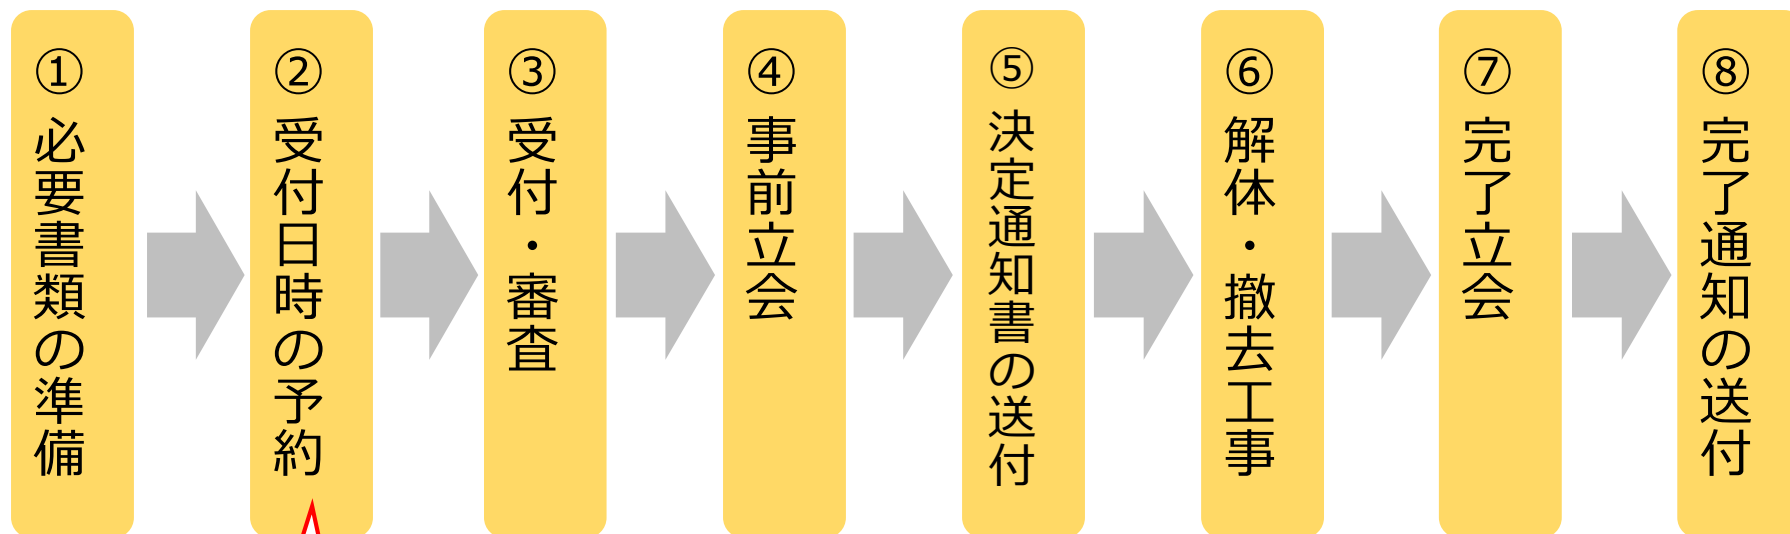 ①必要書類の準備
②受付日時の予約
③受付・審査
④事前立会
⑤決定通知書の送付
⑥解体・撤去工事
⑦完了立会
⑧完了通知の送付